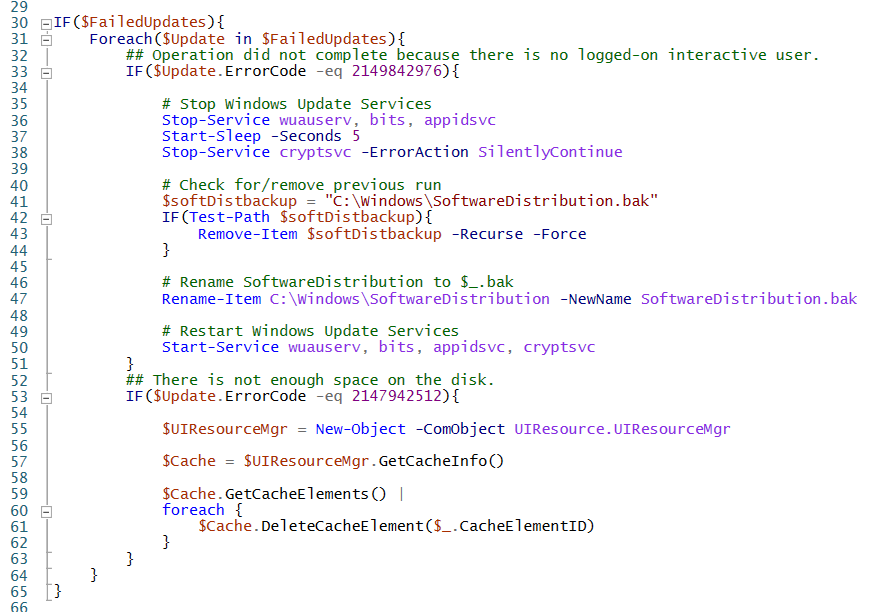 29
30 IF($FailedUpdates){
31     Foreach($Update in $FailedUpdates){
32         ## Operation did not complete because there is no logged-on interactive user.
33         IF($Update.ErrorCode -eq 2149842976){
34
35             # Stop Windows Update Services
36             Stop-Service wuauserv, bits, appidsvc
37             Start-Sleep -Seconds 5
38             Stop-Service cryptsvc -ErrorAction SilentlyContinue
39
40             # Check for/remove previous run
41             $softDistbackup = "C:\Windows\SoftwareDistribution.bak"
42             IF(Test-Path $softDistbackup){
43                 Remove-Item $softDistbackup -Recurse -Force
44             }
45
46             # Rename SoftwareDistribution to $_.bak
47             Rename-Item C:\Windows\SoftwareDistribution -NewName SoftwareDistribution.bak
48
49             # Restart Windows Update Services
50             Start-Service wuauserv, bits, appidsvc, cryptsvc
51         }
52         ## There is not enough space on the disk.
53         IF($Update.ErrorCode -eq 2147942512){
54
55             $UIResourceMgr = New-Object -ComObject UIResource.UIResourceMgr
56
57             $Cache = $UIResourceMgr.GetCacheInfo()
58
59             $Cache.GetCacheElements() |
60             foreach {
61                 $Cache.DeleteCacheElement($_.CacheElementID)
62             }
63         }
64     }
65 }
66